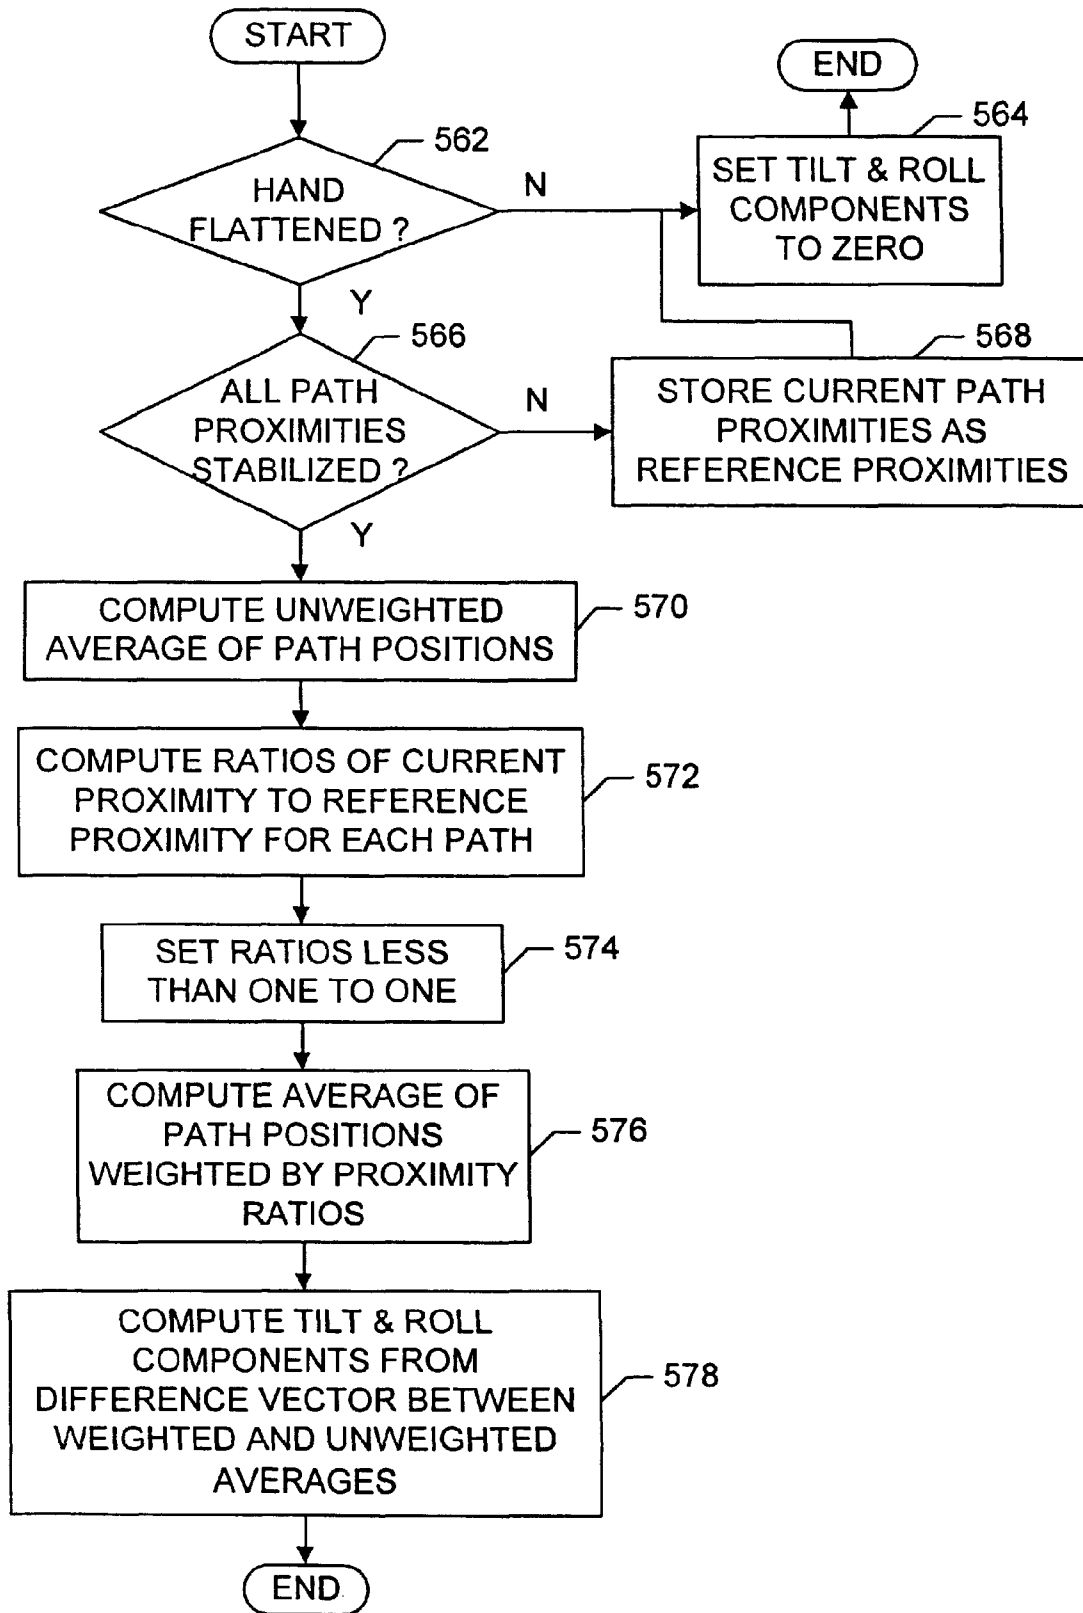 START
END
562
564
HAND
FLATTENED ?
N
SET TILT & ROLL
COMPONENTS
TO ZERO
Y
566
568
ALL PATH
PROXIMITIES
STABILIZED ?
N
STORE CURRENT PATH
PROXIMITIES AS
REFERENCE PROXIMITIES
Y
COMPUTE UNWEIGHTED
AVERAGE OF PATH POSITIONS
570
COMPUTE RATIOS OF CURRENT
PROXIMITY TO REFERENCE
PROXIMITY FOR EACH PATH
572
SET RATIOS LESS
THAN ONE TO ONE
574
COMPUTE AVERAGE OF
PATH POSITIONS
WEIGHTED BY PROXIMITY
RATIOS
576
COMPUTE TILT & ROLL
COMPONENTS FROM
DIFFERENCE VECTOR BETWEEN
WEIGHTED AND UNWEIGHTED
AVERAGES
578
END